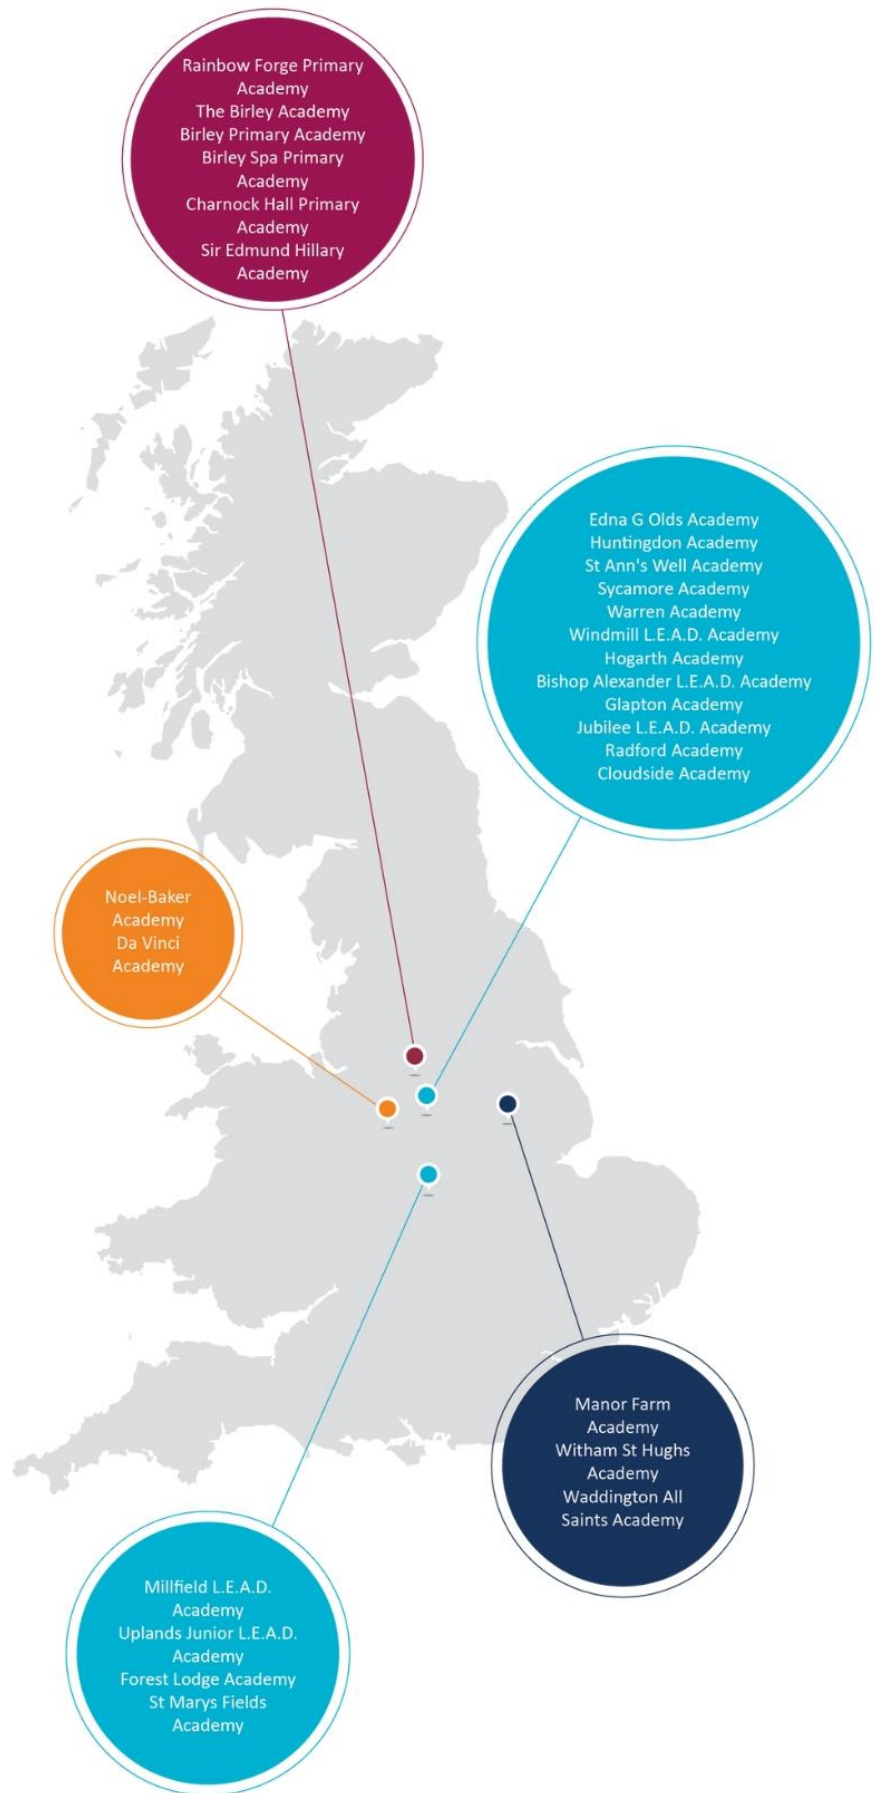 Rainbow Forge Primary
Academy
The Birley Academy
Birley Primary Academy
Birley Spa Primary
Academy
Charnock Hall Primary
Academy
Sir Edmund Hillary
Academy
Edna G Olds Academy
Huntingdon Academy
St Ann's Well Academy
Sycamore Academy
Warren Academy
Windmill L.E.A.D. Academy
Hogarth Academy
Bishop Alexander L.E.A.D. Academy
Glapton Academy
Jubilee L.E.A.D. Academy
Radford Academy
Cloudside Academy
Noel-Baker
Academy
Da Vinci
Academy
Manor Farm
Academy
Witham St Hughs
Academy
Waddington All
Saints Academy
Millfield L.E.A.D.
Academy
Uplands Junior L.E.A.D.
Academy
Forest Lodge Academy
St Marys Fields
Academy